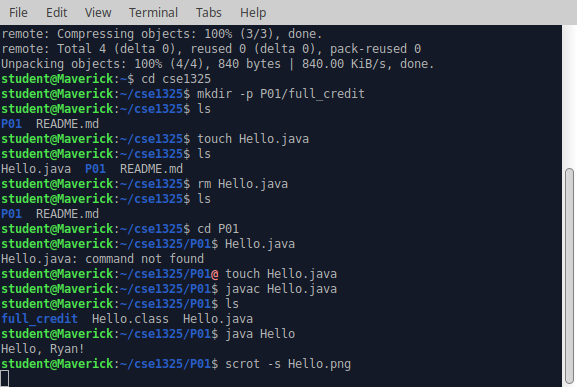 File Edit View Terminal Tabs Help
remote: Compressing objects: 100% (3/3), done.
remote: Total 4 (delta 0), reused 0 (delta 0), pack-reused 0
Unpacking objects: 100% (4/4), 840 bytes | 840.00 KiB/s, done.
student@Maverick:~$ cd cse1325
student@Maverick:~/cse1325$ mkdir -p P01/full_credit
student@Maverick:~/cse1325$ ls
P01 README.md
student@Maverick:~/cse1325$ touch Hello.java
student@Maverick:~/cse1325$ ls
Hello.java P01 README.md
student@Maverick:~/cse1325$ rm Hello.java
student@Maverick:~/cse1325$ ls
P01 README.md
student@Maverick:~/cse1325$ cd P01
student@Maverick:~/cse1325/P01$ Hello.java
Hello.java: command not found
student@Maverick:~/cse1325/P01@ touch Hello.java
student@Maverick:~/cse1325/P01$ javac Hello.java
student@Maverick:~/cse1325/P01$ ls
full_credit Hello.class Hello.java
student@Maverick:~/cse1325/P01$ java Hello
Hello, Ryan!
student@Maverick:~/cse1325/P01$ scrot -s Hello.png